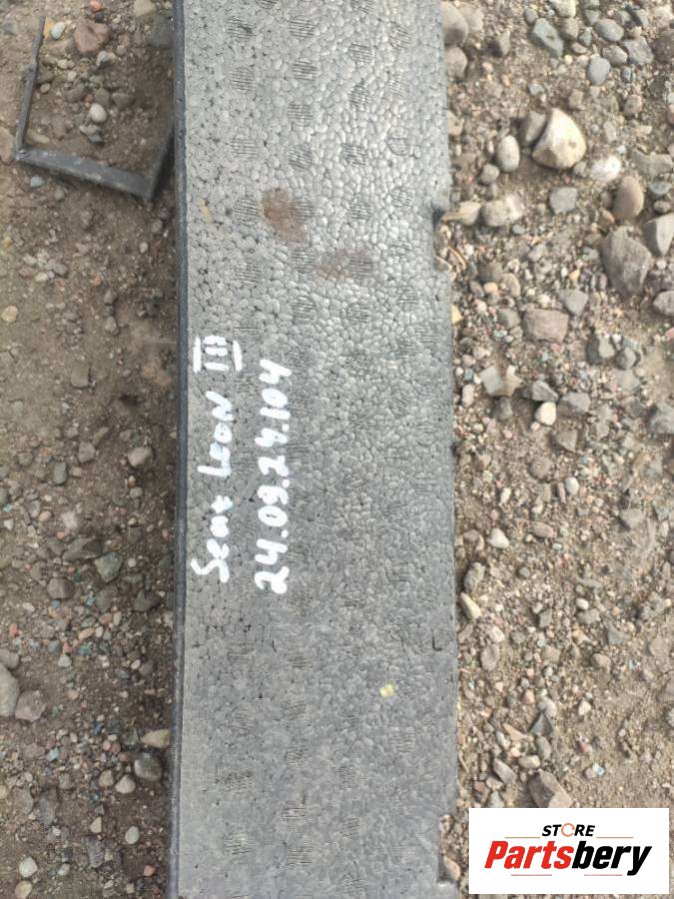 Seat Leon III
24.09.24.104
STORE
Partsbery